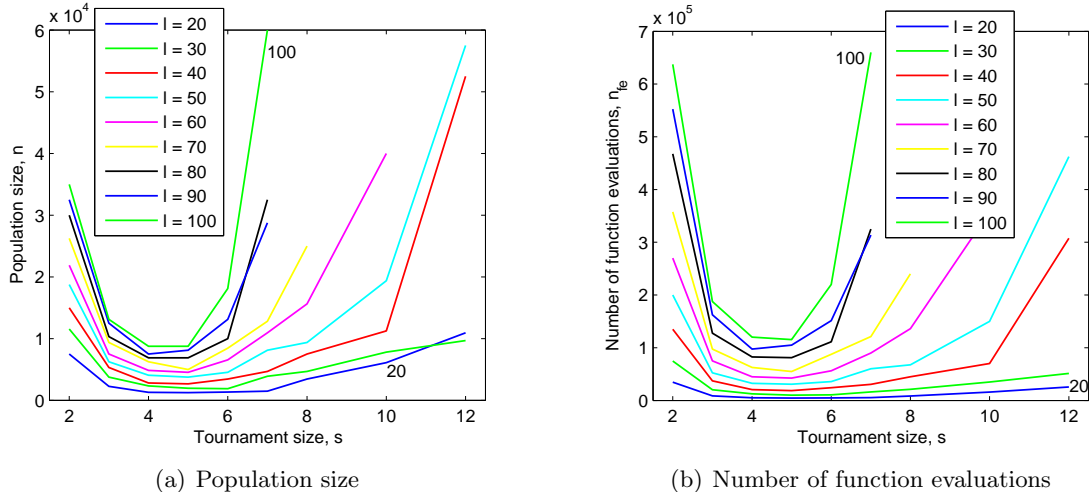 x 10^4
6
5
4
3
2
1
0
2
4
6
8
10
12
Population size, n
Tournament size, s
l = 20
l = 30
l = 40
l = 50
l = 60
l = 70
l = 80
l = 90
l = 100
100
20
(a) Population size
x 10^5
7
6
5
4
3
2
1
0
2
4
6
8
10
12
Number of function evaluations, n_fe
Tournament size, s
l = 20
l = 30
l = 40
l = 50
l = 60
l = 70
l = 80
l = 90
l = 100
100
20
(b) Number of function evaluations